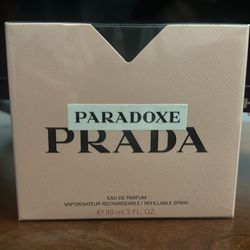 PARADOXE
PRADA
EAU DE PARFUM
VAPORISATEUR RECHARGEABLE / REFILLABLE SPRAY
℮ 90 ml 3 FL. OZ.